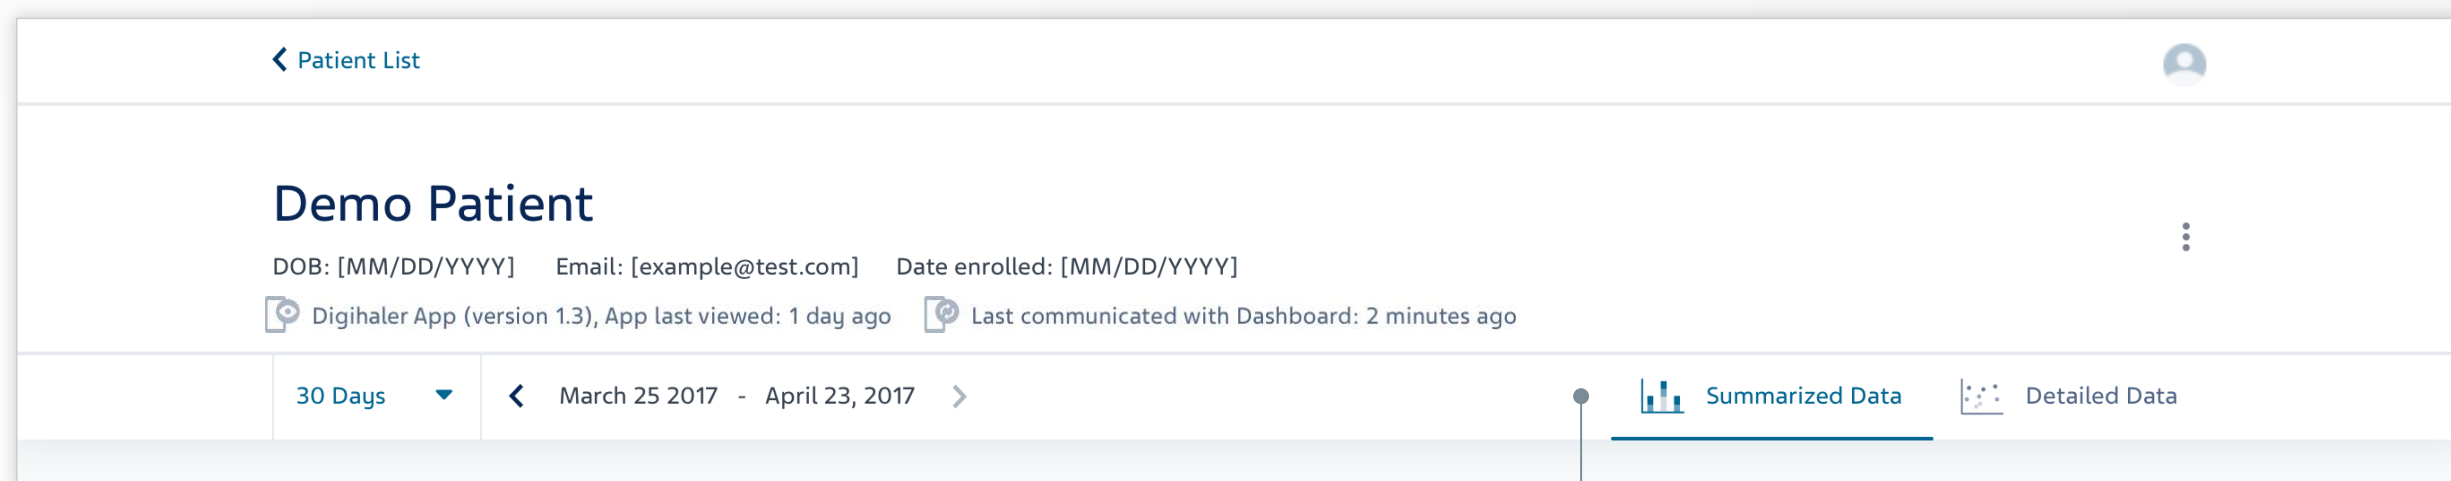 Patient List
Demo Patient
DOB: [MM/DD/YYYY] Email: [example@test.com] Date enrolled: [MM/DD/YYYY]
Digihaler App (version 1.3), App last viewed: 1 day ago Last communicated with Dashboard: 2 minutes ago
30 Days March 25 2017 - April 23, 2017 Summarized Data Detailed Data